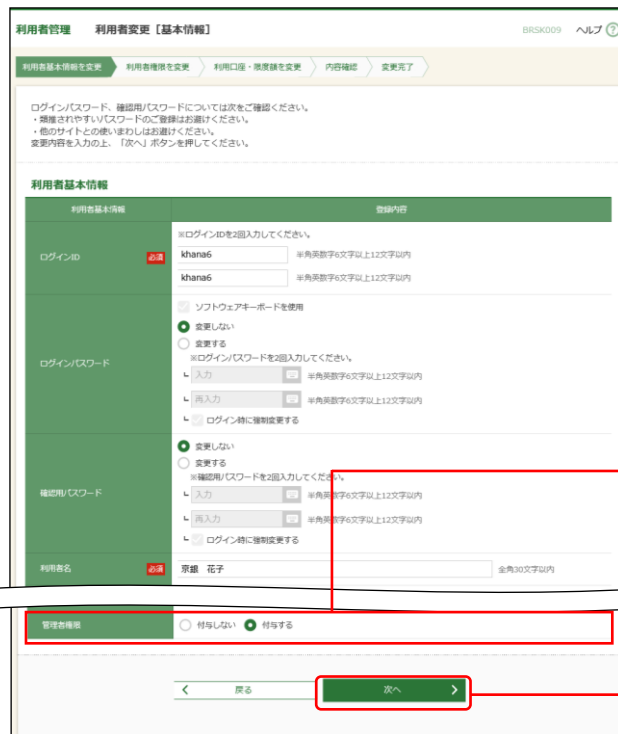 利用者管理 利用者変更［基本情報］ BRSK009 ヘルプ ?
利用者基本情報を変更 利用者権限を変更 利用口座・限度額を変更 内容確認 変更完了
ログインパスワード、確認用パスワードについては次をご確認ください。
・類推されやすいパスワードのご登録はお避けください。
・他のサイトとの使いまわしはお避けください。
変更内容を入力の上、「次へ」ボタンを押してください。
利用者基本情報
利用者基本情報 登録内容
※ログインIDを2回入力してください。
ログインID 必須 khana6 半角英数字6文字以上12文字以内
khana6 半角英数字6文字以上12文字以内
ソフトウェアキーボードを使用
変更しない
変更する
※ログインパスワードを2回入力してください。
ログインパスワード
入力 半角英数字6文字以上12文字以内
再入力 半角英数字6文字以上12文字以内
ログイン時に強制変更する
変更しない
変更する
※確認用パスワードを2回入力してください。
確認用パスワード 入力 半角英数字6文字以上12文字以内
再入力 半角英数字6文字以上12文字以内
ログイン時に強制変更する
利用者名 必須 京銀 花子 全角30文字以内
管理者権限 付与しない 付与する
戻る 次へ